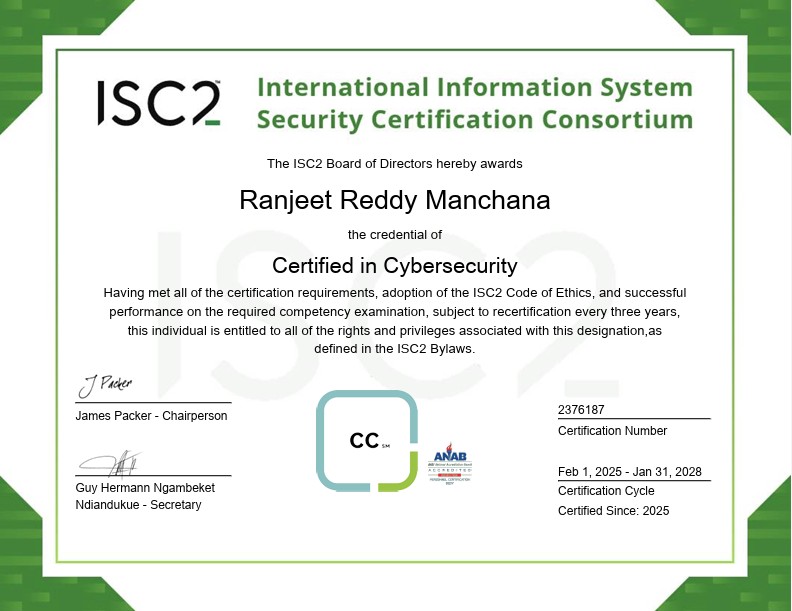 ISC2™
International Information System
Security Certification Consortium
The ISC2 Board of Directors hereby awards
Ranjeet Reddy Manchana
the credential of
Certified in Cybersecurity
Having met all of the certification requirements, adoption of the ISC2 Code of Ethics, and successful
performance on the required competency examination, subject to recertification every three years,
this individual is entitled to all of the rights and privileges associated with this designation,as
defined in the ISC2 Bylaws.
ISC2
J Packer
James Packer - Chairperson
Guy Hermann Ngambeket
Ndiandukue - Secretary
CC SM
ANAB
ACCREDITED
PERSONNEL CERTIFICATION
2376187
Certification Number
Feb 1, 2025 - Jan 31, 2028
Certification Cycle
Certified Since: 2025